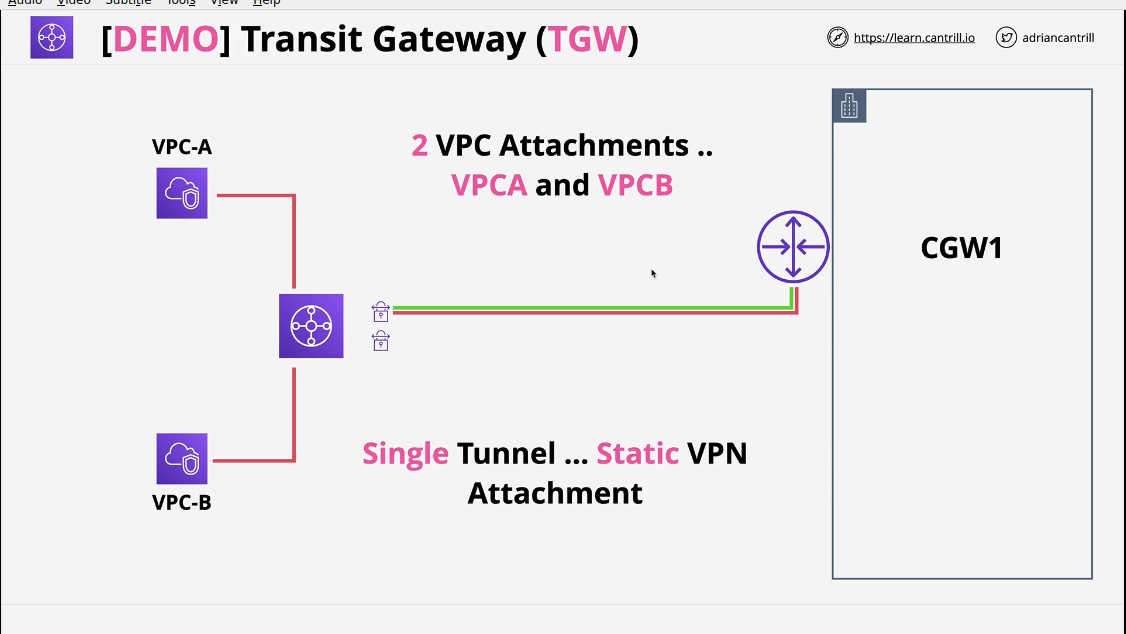 Audio Video Subtitle Tools View Help
[DEMO] Transit Gateway (TGW)
https://learn.cantrill.io
adriancantrill
VPC-A
2 VPC Attachments ..
VPCA and VPCB
CGW1
Single Tunnel ... Static VPN
Attachment
VPC-B